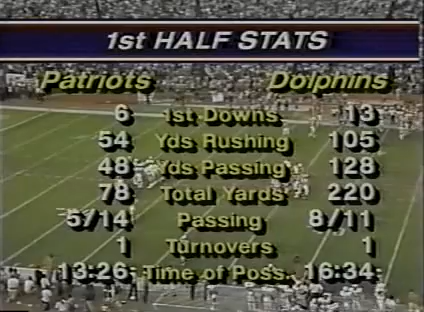 1st HALF STATS
Patriots Dolphins
6 1st Downs 13
54 Yds Rushing 105
48 Yds Passing 128
78 Total Yards 220
5/14 Passing 8/11
1 Turnovers 1
13:26 Time of Poss. 16:34